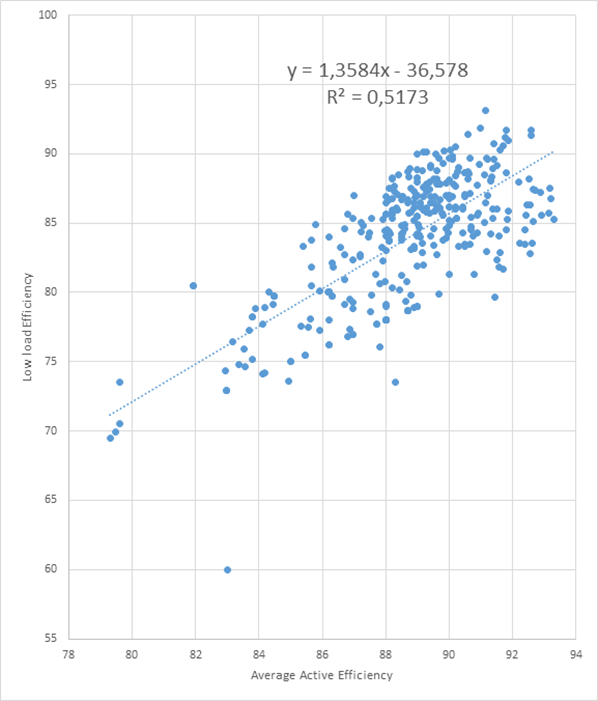 100
95
y = 1,3584x - 36,578
R² = 0,5173
90
85
80
75
70
65
60
55
Low load Efficiency
78 80 82 84 86 88 90 92 94
Average Active Efficiency